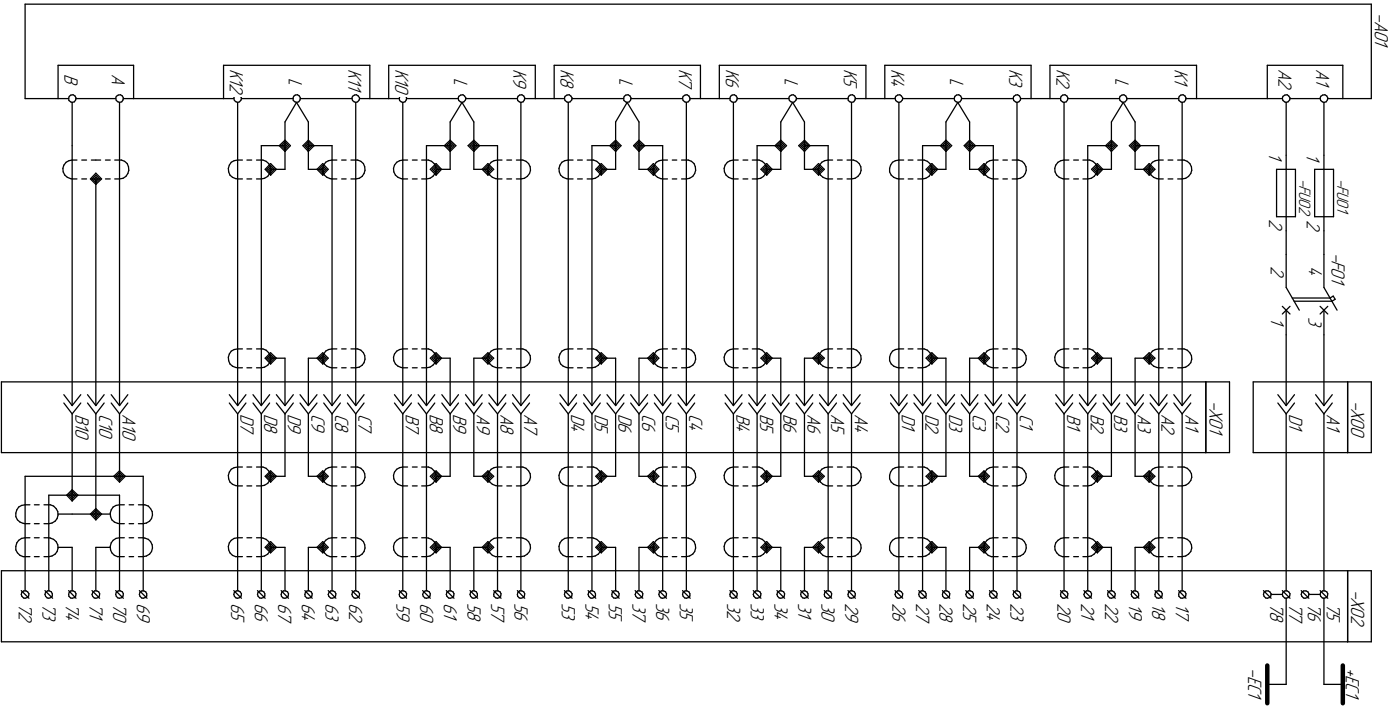 -A01
B A K12 L K11 K10 L K9 K8 L K7 K6 L K5 K4 L K3 K2 L K1 A2 A1
1 1
-FU02 -FU01
2 2
-F01
2 4
1 3
-X01 -X00
B10 C10 A10 D7 D8 D9 C9 C8 C7 B7 B8 B9 A9 A8 A7 D4 D5 D6 C6 C5 C4 B4 B5 B6 A6 A5 A4 D1 D2 D3 C3 C2 C1 B1 B2 B3 A3 A2 A1 D1 A1
-X02
72 73 74 71 70 69 65 66 67 64 63 62 59 60 61 58 57 56 53 54 55 37 36 35 32 33 34 31 30 29 26 27 28 25 24 23 20 21 22 19 18 17 78 77 76 75
-EC1 +EC1